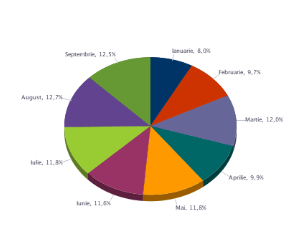 Ianuarie, 8,0%
Februarie, 9,7%
Martie, 12,0%
Aprilie, 9,9%
Mai, 11,8%
Iunie, 11,6%
Iulie, 11,8%
August, 12,7%
Septembrie, 12,5%